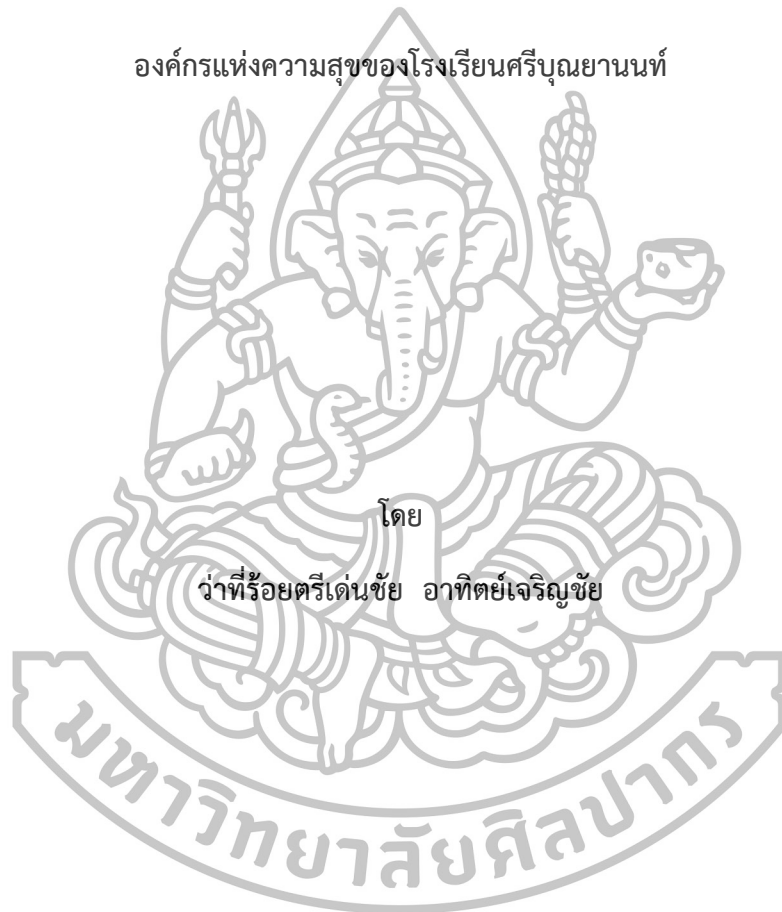 องค์กรแห่งความสุขของโรงเรียนศรีบุณยานนท์
โดย
ว่าที่ร้อยตรีเด่นชัย อาทิตย์เจริญชัย
มหาวิทยาลัยศิลปากร